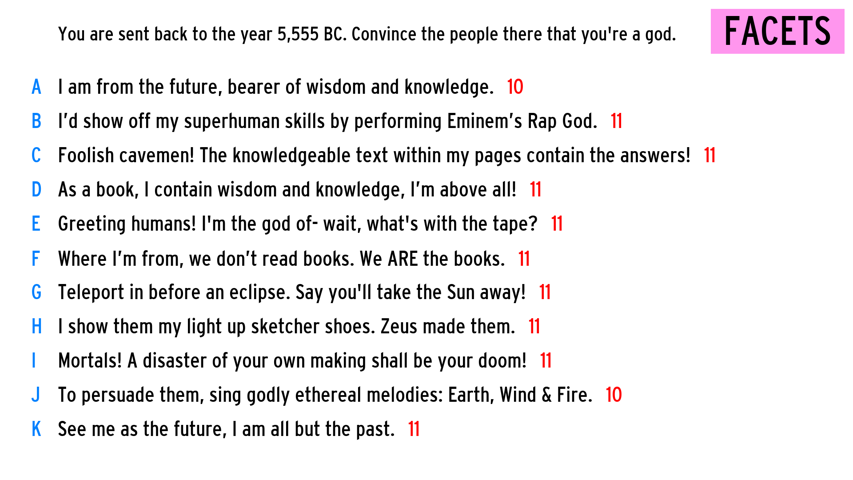 You are sent back to the year 5,555 BC. Convince the people there that you're a god.
FACETS
A I am from the future, bearer of wisdom and knowledge. 10
B I'd show off my superhuman skills by performing Eminem's Rap God. 11
C Foolish cavemen! The knowledgeable text within my pages contain the answers! 11
D As a book, I contain wisdom and knowledge, I'm above all! 11
E Greeting humans! I'm the god of- wait, what's with the tape? 11
F Where I'm from, we don't read books. We ARE the books. 11
G Teleport in before an eclipse. Say you'll take the Sun away! 11
H I show them my light up sketcher shoes. Zeus made them. 11
I Mortals! A disaster of your own making shall be your doom! 11
J To persuade them, sing godly ethereal melodies: Earth, Wind & Fire. 10
K See me as the future, I am all but the past. 11